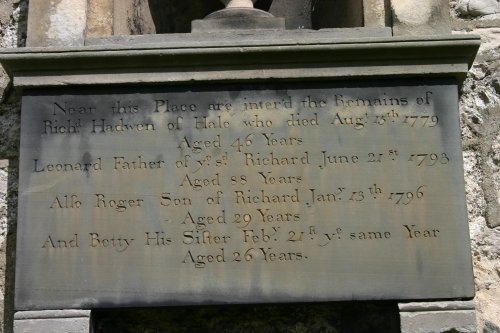 Near this Place are inter'd the Remains of
Richd. Hadwen of Hale who died Augt. 15th. 1779
Aged 46 Years
Leonard Father of ye. sd. Richard June 21st. 1793
Aged 88 Years
Also Roger Son of Richard Jany. 13th. 1796
Aged 29 Years
And Betty His Sister Feby. 21st. ye. same Year
Aged 26 Years.